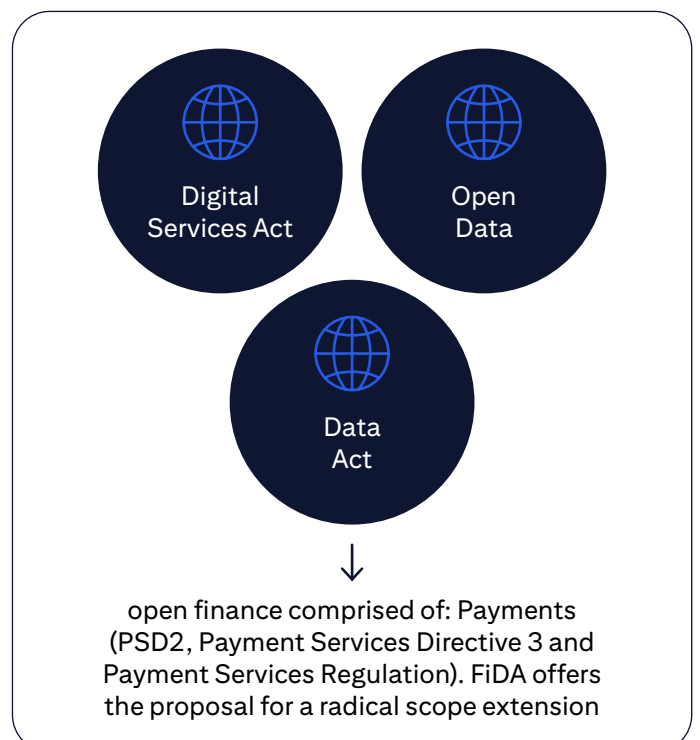 Digital
Services Act
Open
Data
Data
Act
open finance comprised of: Payments
(PSD2, Payment Services Directive 3 and
Payment Services Regulation). FiDA offers
the proposal for a radical scope extension